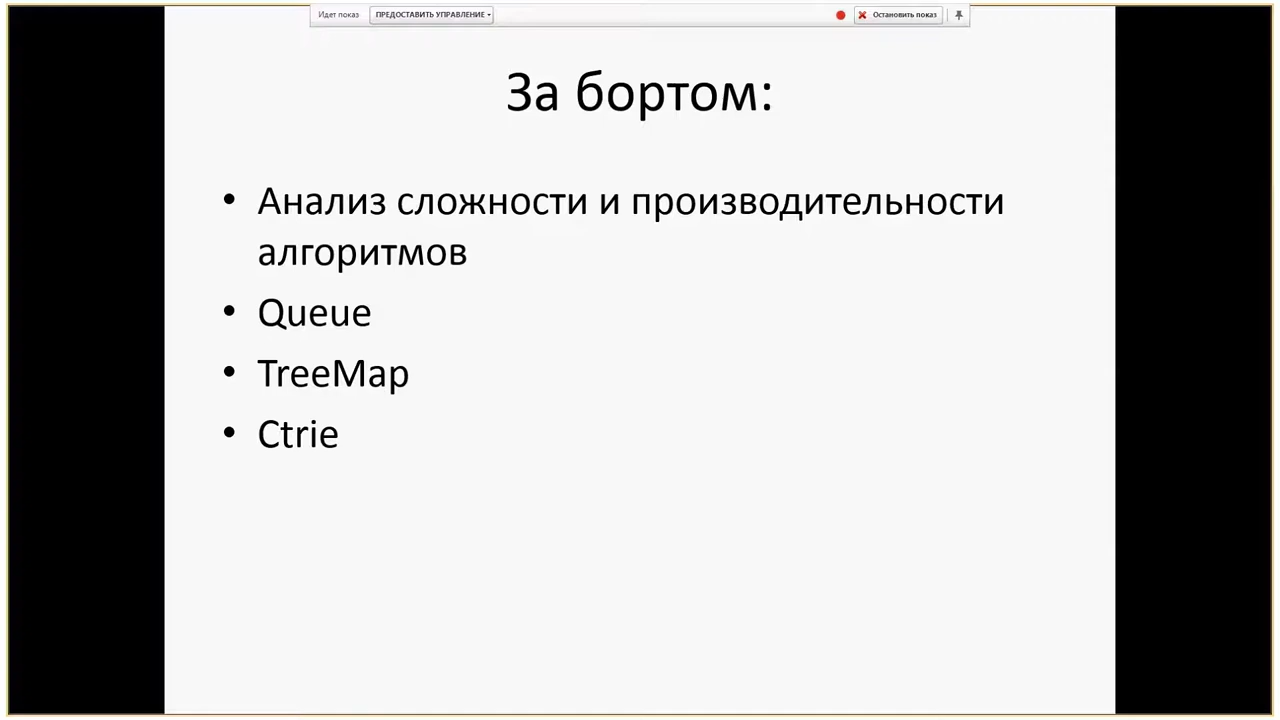 Идет показ
ПРЕДОСТАВИТЬ УПРАВЛЕНИЕ
Остановить показ
За бортом:
• Анализ сложности и производительности
алгоритмов
• Queue
• TreeMap
• Ctrie